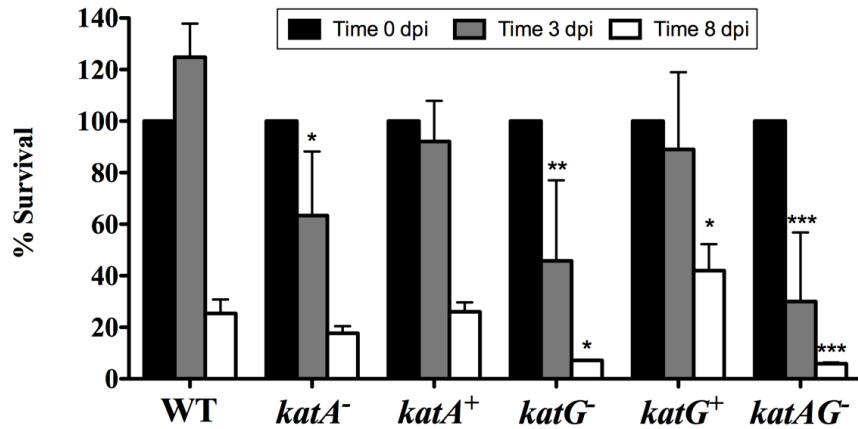 Time 0 dpi Time 3 dpi Time 8 dpi
% Survival
140
120
100
80
60
40
20
0
* ** * *** * ***
WT katA⁻ katA⁺ katG⁻ katG⁺ katAG⁻